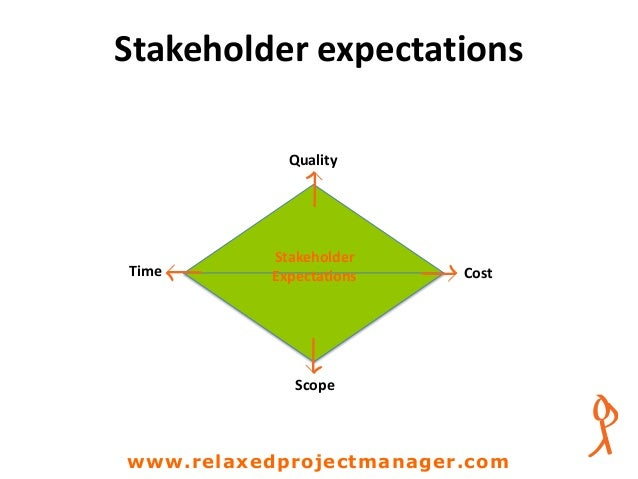 Stakeholder expectations
Quality
Stakeholder
Expectations
Time
Cost
Scope
www.relaxedprojectmanager.com